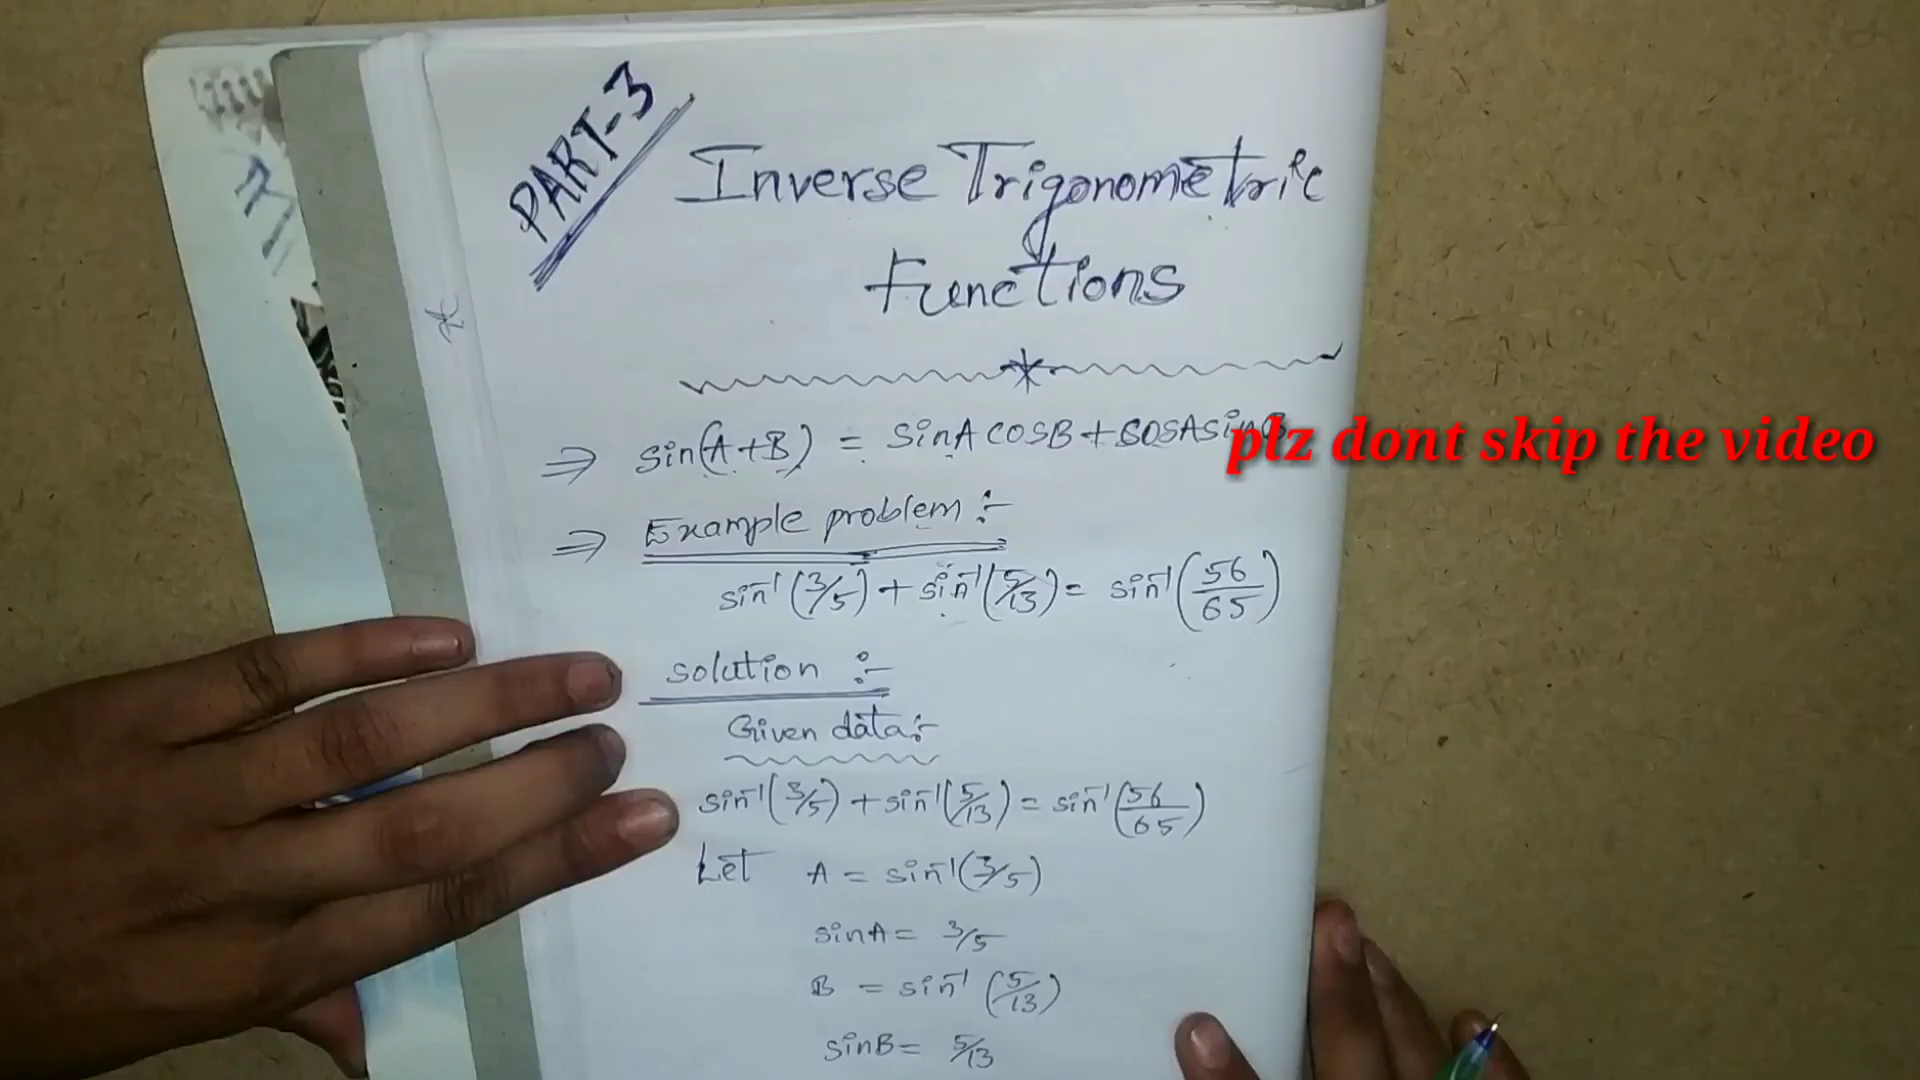 PART-3
Inverse Trigonometric
Functions
⇒ sin(A+B) = sinA cosB + cosA sinB
plz dont skip the video
⇒ Example problem :-
sin⁻¹(3/5) + sin⁻¹(5/13) = sin⁻¹(56/65)
solution :-
Given data:-
sin⁻¹(3/5) + sin⁻¹(5/13) = sin⁻¹(56/65)
Let A = sin⁻¹(3/5)
sinA = 3/5
B = sin⁻¹(5/13)
sinB = 5/13